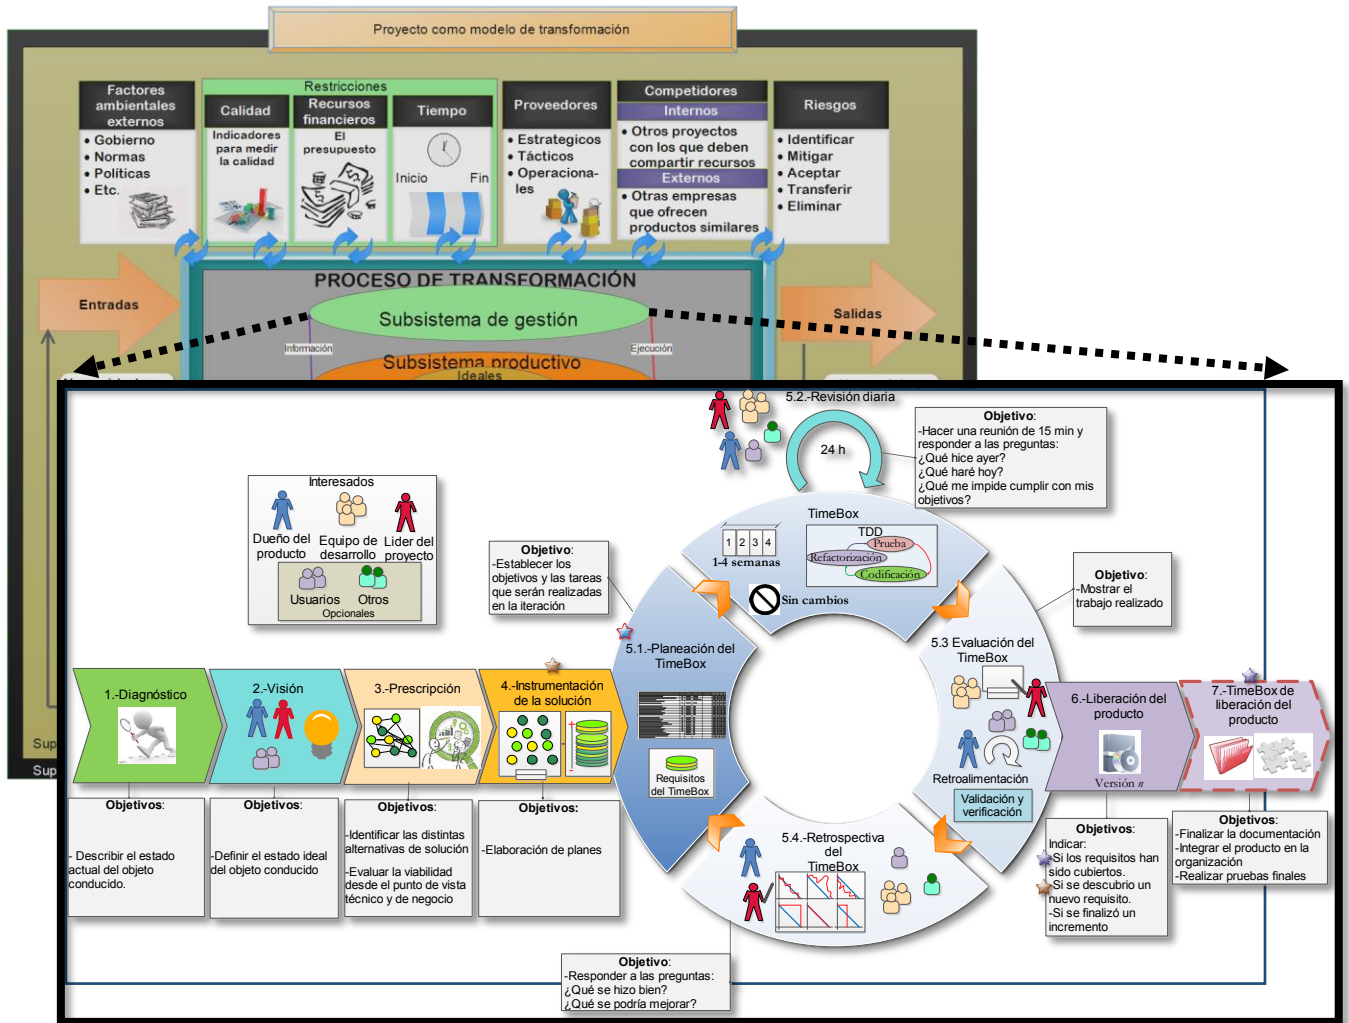 Proyecto como modelo de transformación
Factores
ambientales
externos
• Gobierno
• Normas
• Políticas
• Etc.
Restricciones
Calidad
Indicadores
para medir
la calidad
Recursos
financieros
El
presupuesto
Tiempo
Inicio
Fin
Proveedores
• Estrategicos
• Tácticos
• Operaciona-
les
Competidores
Internos
• Otros proyectos
con los que deben
compartir recursos
Externos
• Otras empresas
que ofrecen
productos similares
Riesgos
• Identificar
• Mitigar
• Aceptar
• Transferir
• Eliminar
Entradas
PROCESO DE TRANSFORMACIÓN
Subsistema de gestión
Información
Ejecución
Subsistema productivo
Ideales
Salidas
Sup
Sup
5.2.-Revisión diaria
24 h
Objetivo:
-Hacer una reunión de 15 min y
responder a las preguntas:
¿Qué hice ayer?
¿Qué haré hoy?
¿Qué me impide cumplir con mis
objetivos?
Interesados
Dueño del
producto
Equipo de
desarrollo
Lider del
proyecto
Usuarios
Otros
Opcionales
Objetivo:
-Establecer los
objetivos y las tareas
que serán realizadas
en la iteración
TimeBox
1 2 3 4
1-4 semanas
TDD
Prueba
Refactorización
Codificación
Sin cambios
Objetivo:
-Mostrar el
trabajo realizado
5.1.-Planeación del
TimeBox
Requisitos
del TimeBox
5.3 Evaluación del
TimeBox
Retroalimentación
Validación y
verificación
1.-Diagnóstico
2.-Visión
3.-Prescripción
4.-Instrumentación
de la solución
6.-Liberación del
producto
Versión n
7.-TimeBox de
liberación del
producto
Objetivos:
- Describir el estado
actual del objeto
conducido.
Objetivos:
-Definir el estado ideal
del objeto conducido
Objetivos:
-Identificar las distintas
alternativas de solución
-Evaluar la viabilidad
desde el punto de vista
técnico y de negocio
Objetivos:
-Elaboración de planes
5.4.-Retrospectiva
del
TimeBox
Objetivos:
Indicar:
-Si los requisitos han
sido cubiertos.
-Si se descubrio un
nuevo requisito.
-Si se finalizó un
incremento
Objetivos:
-Finalizar la documentación
-Integrar el producto en la
organización
-Realizar pruebas finales
Objetivo:
-Responder a las preguntas:
¿Qué se hizo bien?
¿Qué se podría mejorar?